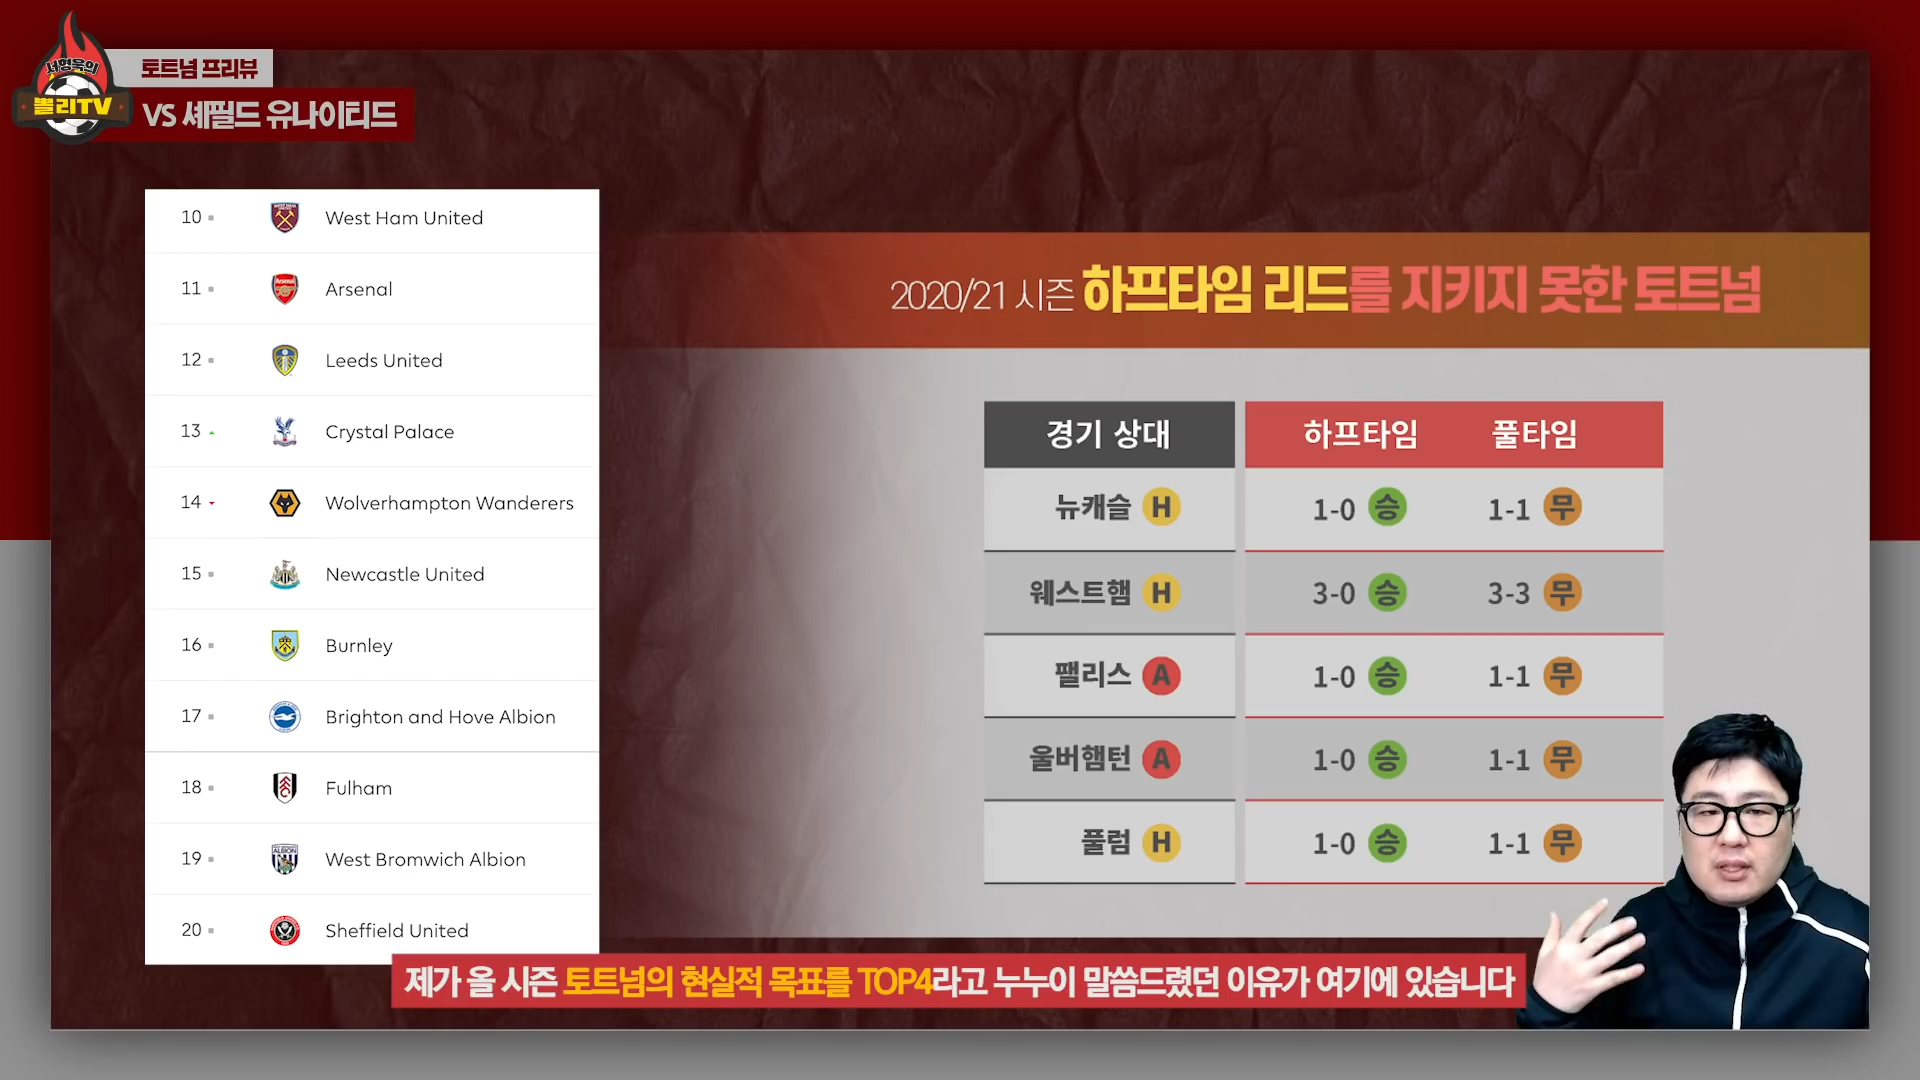 서형욱의
뽈리TV
토트넘 프리뷰
VS 셰필드 유나이티드
10 West Ham United
11 Arsenal
12 Leeds United
13 Crystal Palace
14 Wolverhampton Wanderers
15 Newcastle United
16 Burnley
17 Brighton and Hove Albion
18 Fulham
19 West Bromwich Albion
20 Sheffield United
2020/21 시즌 하프타임 리드를 지키지 못한 토트넘
경기 상대 하프타임 풀타임
뉴캐슬 H 1-0 승 1-1 무
웨스트햄 H 3-0 승 3-3 무
팰리스 A 1-0 승 1-1 무
울버햄턴 A 1-0 승 1-1 무
풀럼 H 1-0 승 1-1 무
제가 올 시즌 토트넘의 현실적 목표를 TOP4라고 누누이 말씀드렸던 이유가 여기에 있습니다